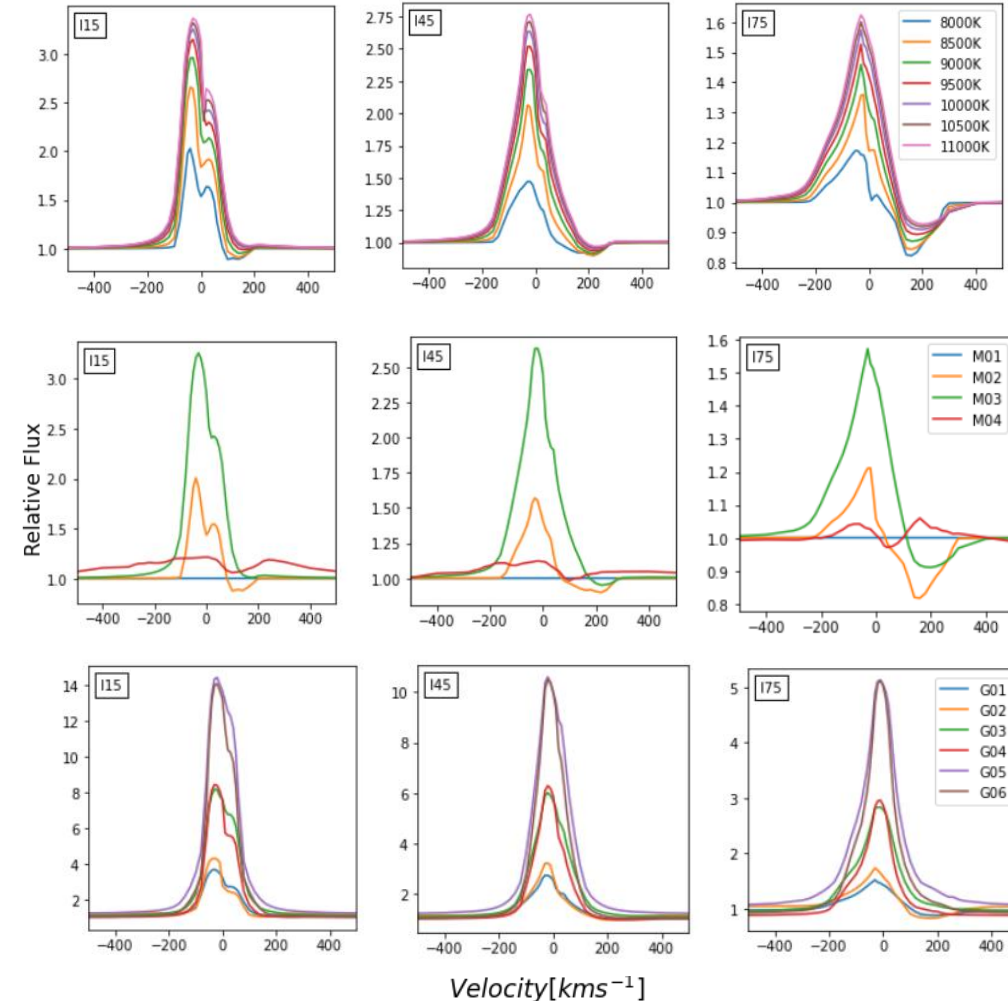 I15
3.5
3.0
2.5
2.0
1.5
1.0
−400 −200 0 200 400
I45
2.75
2.50
2.25
2.00
1.75
1.50
1.25
1.00
−400 −200 0 200 400
I75
1.6
1.5
1.4
1.3
1.2
1.1
1.0
0.9
0.8
−400 −200 0 200 400
8000K
8500K
9000K
9500K
10000K
10500K
11000K
Relative Flux
I15
3.0
2.5
2.0
1.5
1.0
−400 −200 0 200 400
I45
2.50
2.25
2.00
1.75
1.50
1.25
1.00
−400 −200 0 200 400
I75
1.6
1.5
1.4
1.3
1.2
1.1
1.0
0.9
0.8
−400 −200 0 200 400
M01
M02
M03
M04
I15
14
12
10
8
6
4
2
−400 −200 0 200 400
I45
10
8
6
4
2
−400 −200 0 200 400
I75
5
4
3
2
1
−400 −200 0 200 400
G01
G02
G03
G04
G05
G06
Velocity[kms⁻¹]